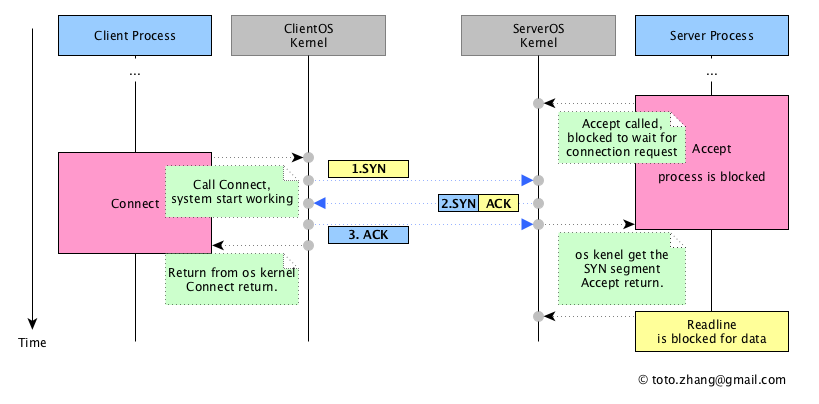 Client Process
ClientOS
Kernel
ServerOS
Kernel
Server Process
...
...
Accept called,
blocked to wait for
connection request
Accept
process is blocked
1.SYN
Call Connect,
system start working
Connect
2.SYN ACK
3. ACK
os kenel get the
SYN segment
Accept return.
Return from os kernel
Connect return.
Readline
is blocked for data
Time
© toto.zhang@gmail.com